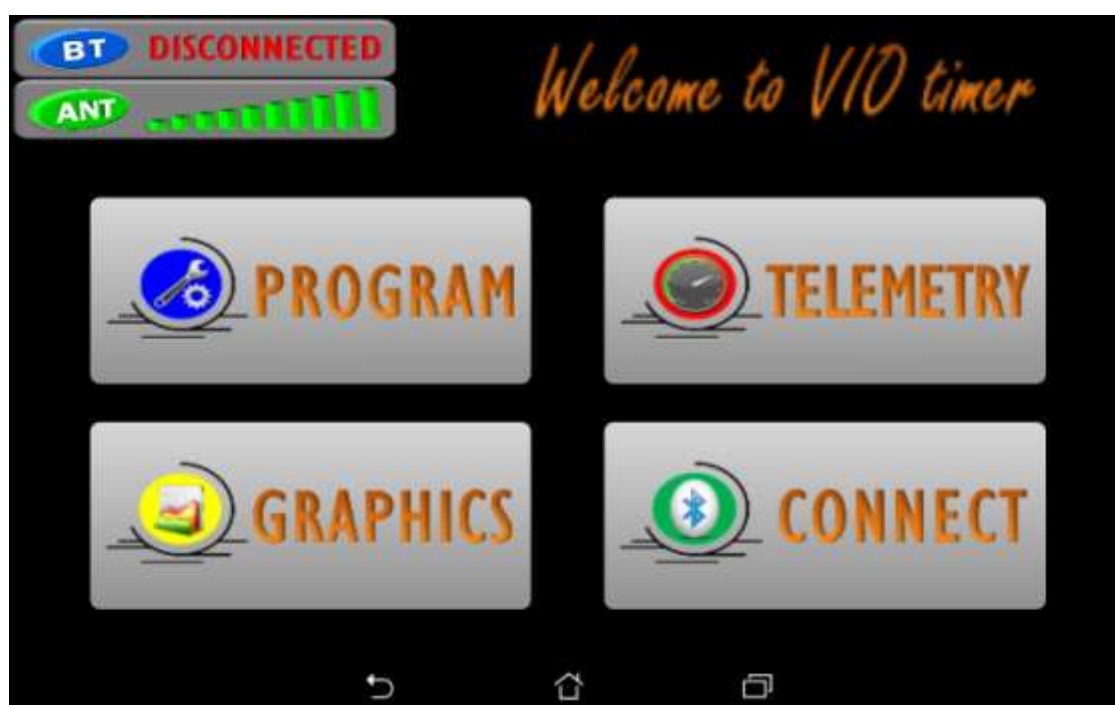 BT DISCONNECTED
ANT
Welcome to VIO timer
PROGRAM
TELEMETRY
GRAPHICS
CONNECT